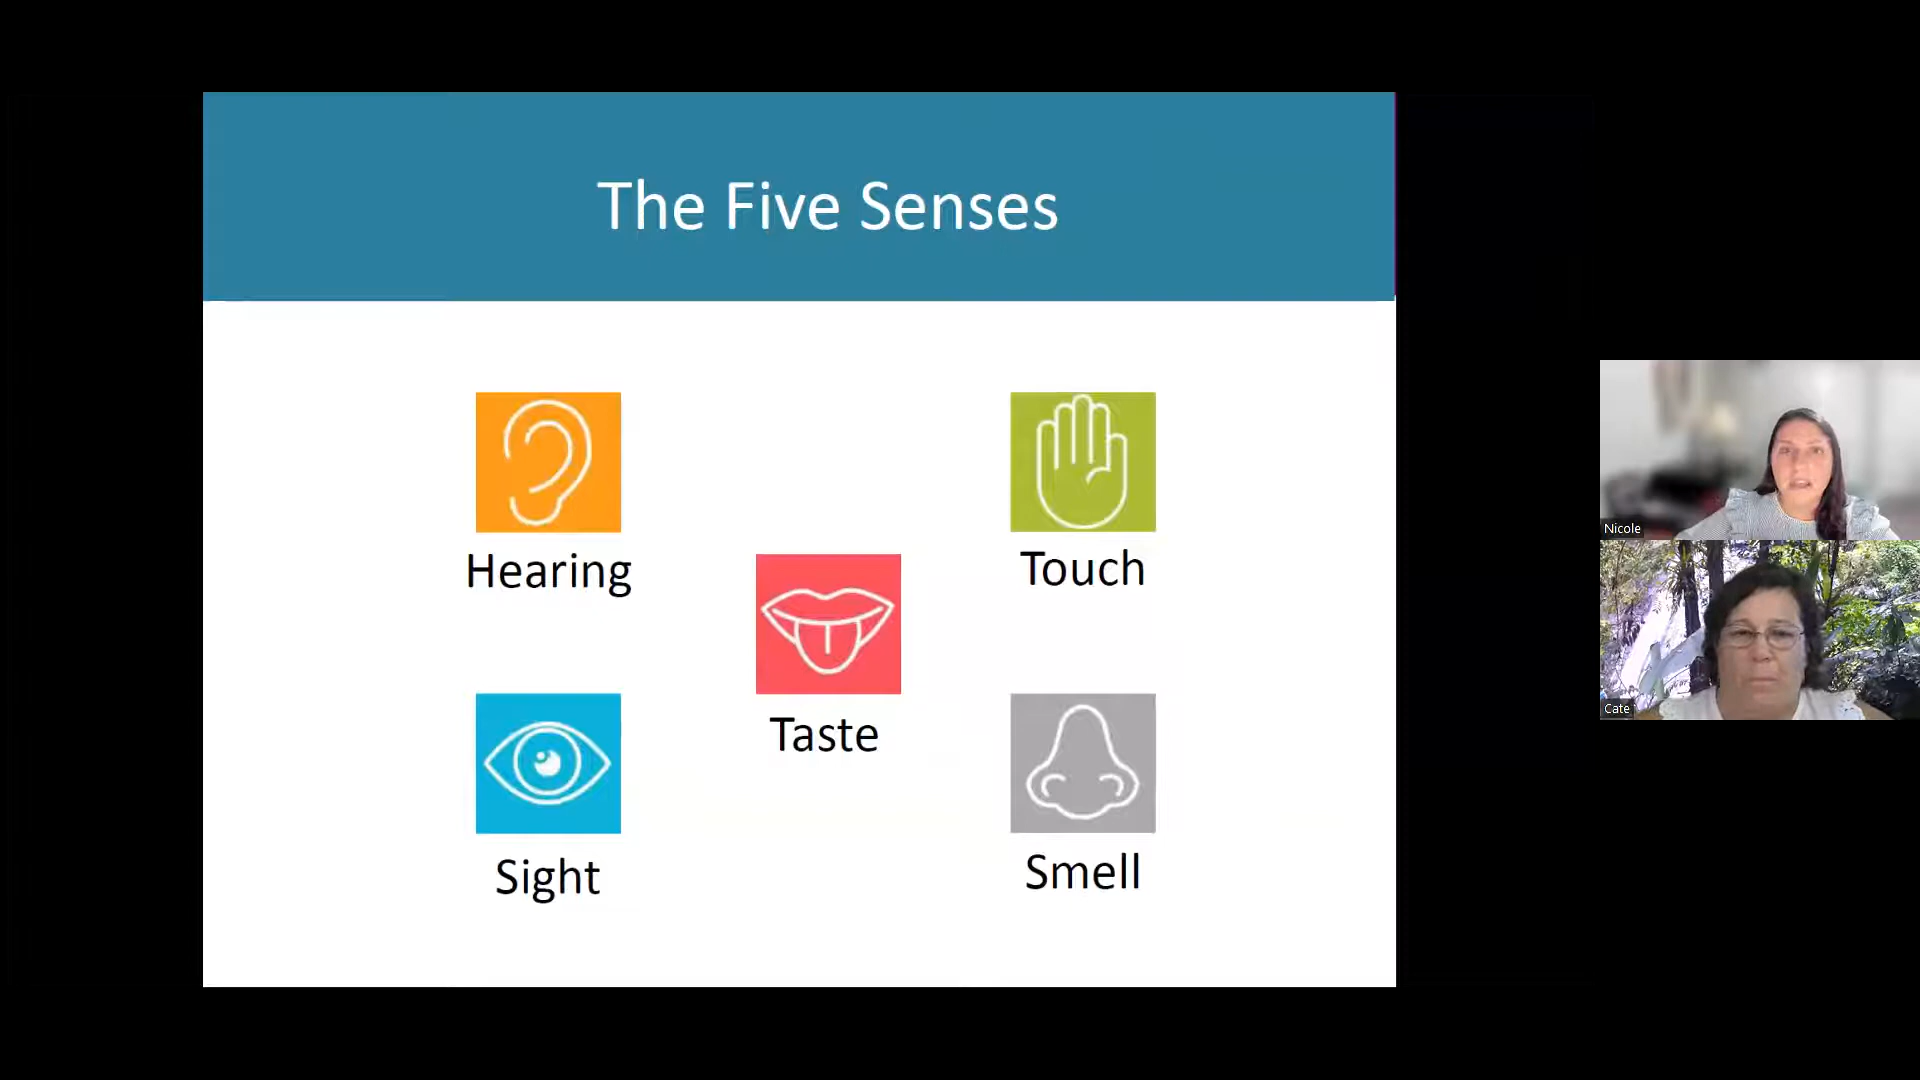 The Five Senses
Hearing
Touch
Taste
Sight
Smell
Nicole
Cate